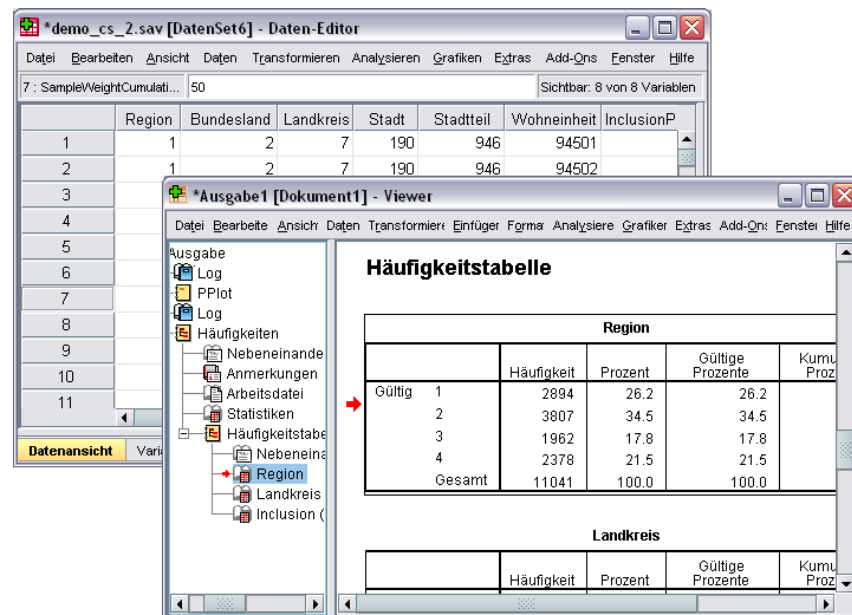 *demo_cs_2.sav [DatenSet6] - Daten-Editor
Datei Bearbeiten Ansicht Daten Transformieren Analysieren Grafiken Extras Add-Ons Fenster Hilfe
7 : SampleWeightCumulati... 50 Sichtbar: 8 von 8 Variablen
Region Bundesland Landkreis Stadt Stadtteil Wohneinheit InclusionP
1 1 2 7 190 946 94501
2 1 2 7 190 946 94502
3
4
5
6
7
8
9
10
11
Datenansicht Vari
*Ausgabe1 [Dokument1] - Viewer
Datei Bearbeite Ansich Daten Transformiere Einfüger Forma Analysiere Grafiker Extras Add-On: Fenster Hilfe
Ausgabe
Log
PPlot
Log
Häufigkeiten
Nebeneinande
Anmerkungen
Arbeitsdatei
Statistiken
Häufigkeitstabe
Nebeneina
Region
Landkreis
Inclusion (
Häufigkeitstabelle
Region
Häufigkeit Prozent Gültige Prozente Kumu Proz
Gültig 1 2894 26.2 26.2
2 3807 34.5 34.5
3 1962 17.8 17.8
4 2378 21.5 21.5
Gesamt 11041 100.0 100.0
Landkreis
Häufigkeit Prozent Gültige Prozente Kumu Proz